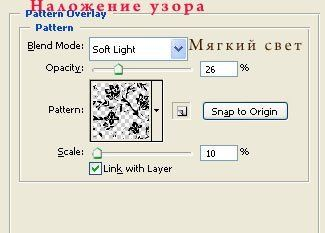 Наложение узора
Pattern Overlay
Pattern
Blend Mode: Soft Light Мягкий свет
Opacity: 26 %
Pattern: Snap to Origin
Scale: 10 %
Link with Layer